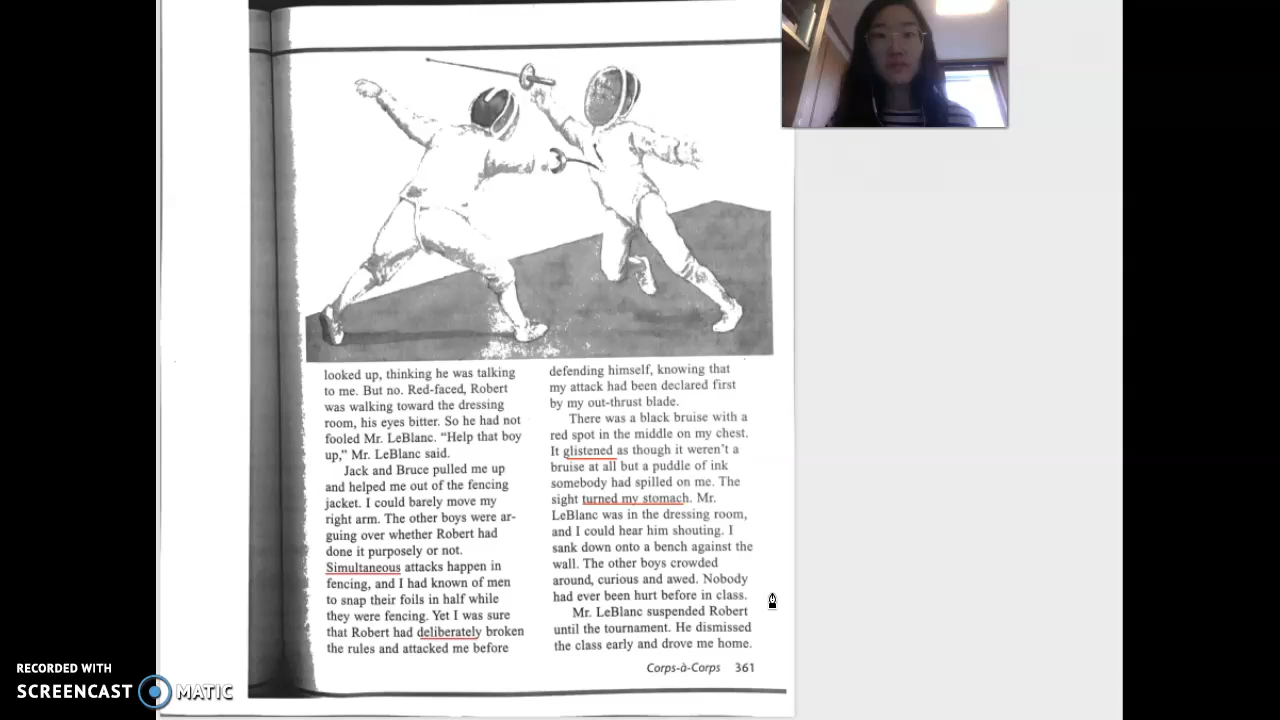 looked up, thinking he was talking
to me. But no. Red-faced, Robert
was walking toward the dressing
room, his eyes bitter. So he had not
fooled Mr. LeBlanc. “Help that boy
up,” Mr. LeBlanc said.
Jack and Bruce pulled me up
and helped me out of the fencing
jacket. I could barely move my
right arm. The other boys were ar-
guing over whether Robert had
done it purposely or not.
Simultaneous attacks happen in
fencing, and I had known of men
to snap their foils in half while
they were fencing. Yet I was sure
that Robert had deliberately broken
the rules and attacked me before
defending himself, knowing that
my attack had been declared first
by my out-thrust blade.
There was a black bruise with a
red spot in the middle on my chest.
It glistened as though it weren’t a
bruise at all but a puddle of ink
somebody had spilled on me. The
sight turned my stomach. Mr.
LeBlanc was in the dressing room,
and I could hear him shouting. I
sank down onto a bench against the
wall. The other boys crowded
around, curious and awed. Nobody
had ever been hurt before in class.
Mr. LeBlanc suspended Robert
until the tournament. He dismissed
the class early and drove me home.
Corps-à-Corps 361
RECORDED WITH
SCREENCAST MATIC